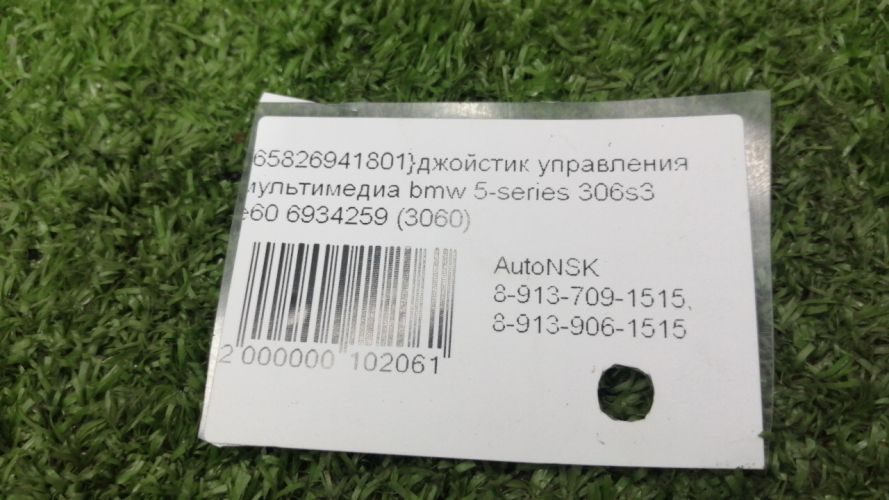 65826941801}джойстик управления
мультимедиа bmw 5-series 306s3
e60 6934259 (3060)
AutoNSK
8-913-709-1515,
8-913-906-1515
2 000000 102061